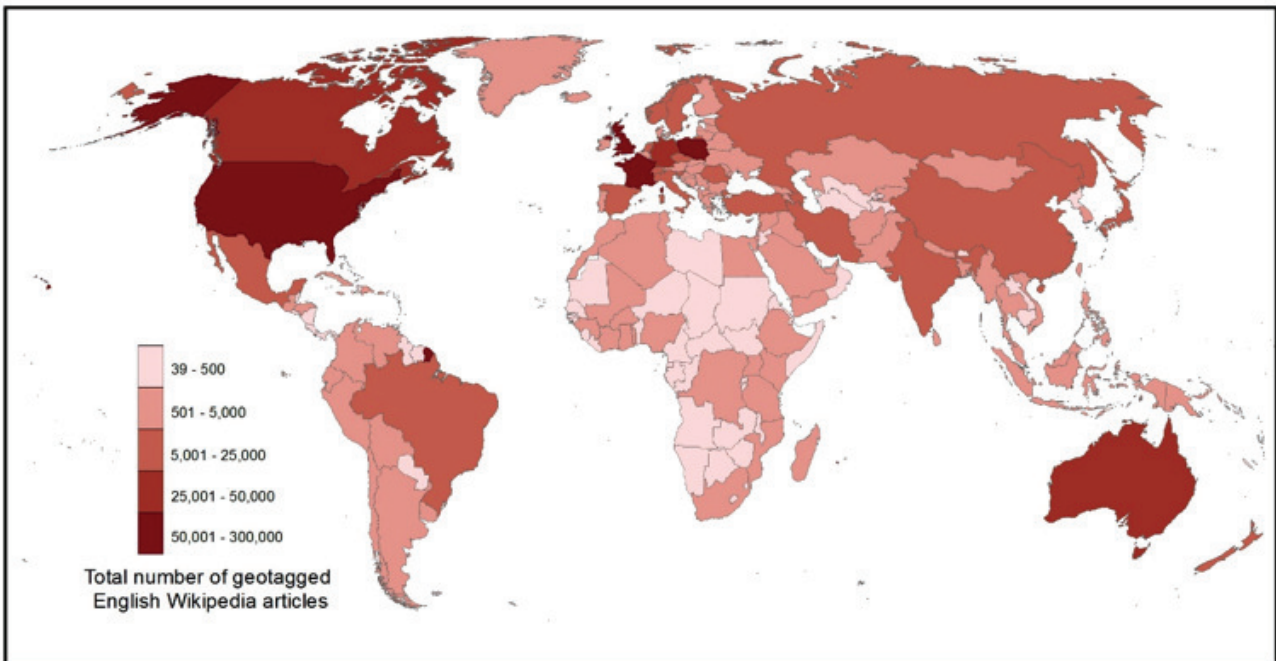 39 - 500
501 - 5,000
5,001 - 25,000
25,001 - 50,000
50,001 - 300,000
Total number of geotagged
English Wikipedia articles